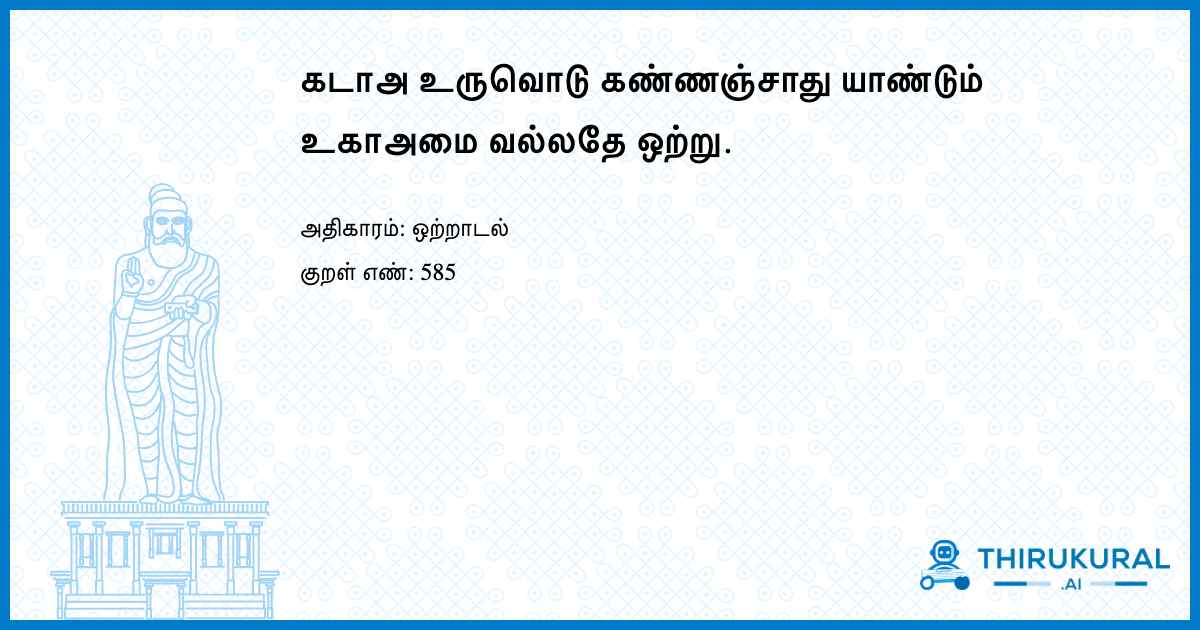 கடாஅ உருவொடு கண்ணஞ்சாது யாண்டும்
உகாஅமை வல்லதே ஒற்று.
அதிகாரம்: ஒற்றாடல்
குறள் எண்: 585
THIRUKURAL
.AI